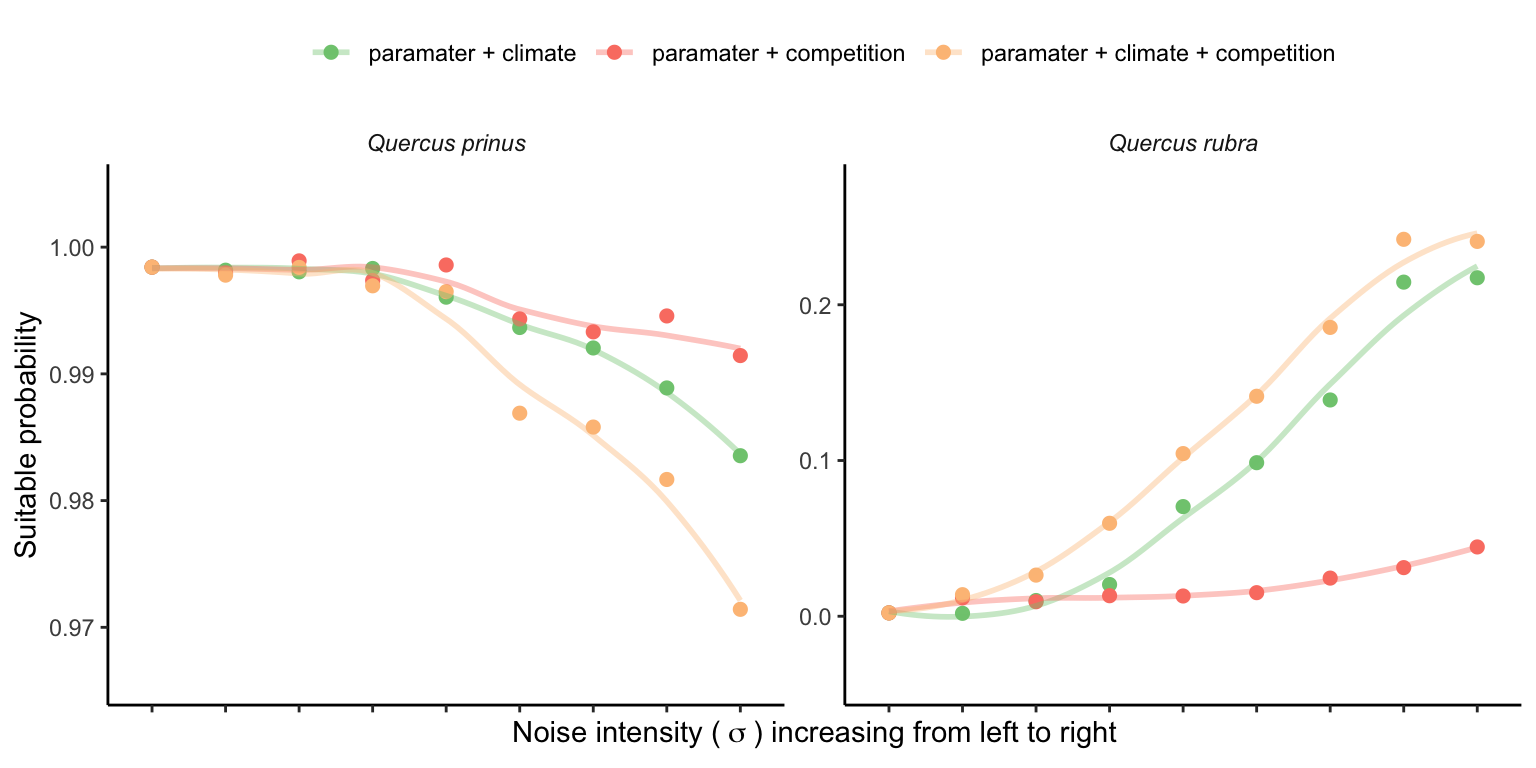 paramater + climate paramater + competition paramater + climate + competition
Quercus prinus Quercus rubra
Suitable probability
1.00
0.99
0.98
0.97
0.2
0.1
0.0
Noise intensity ( σ ) increasing from left to right